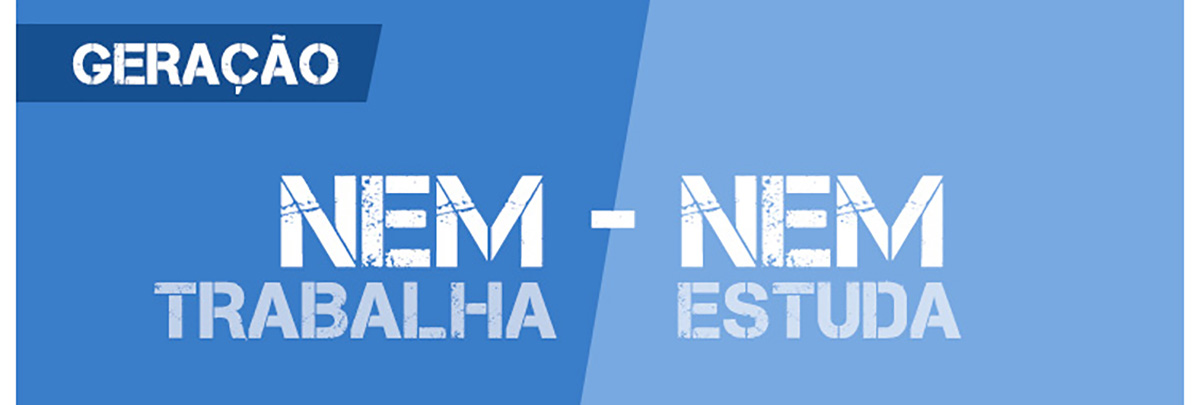 GERAÇÃO
NEM - NEM
TRABALHA ESTUDA